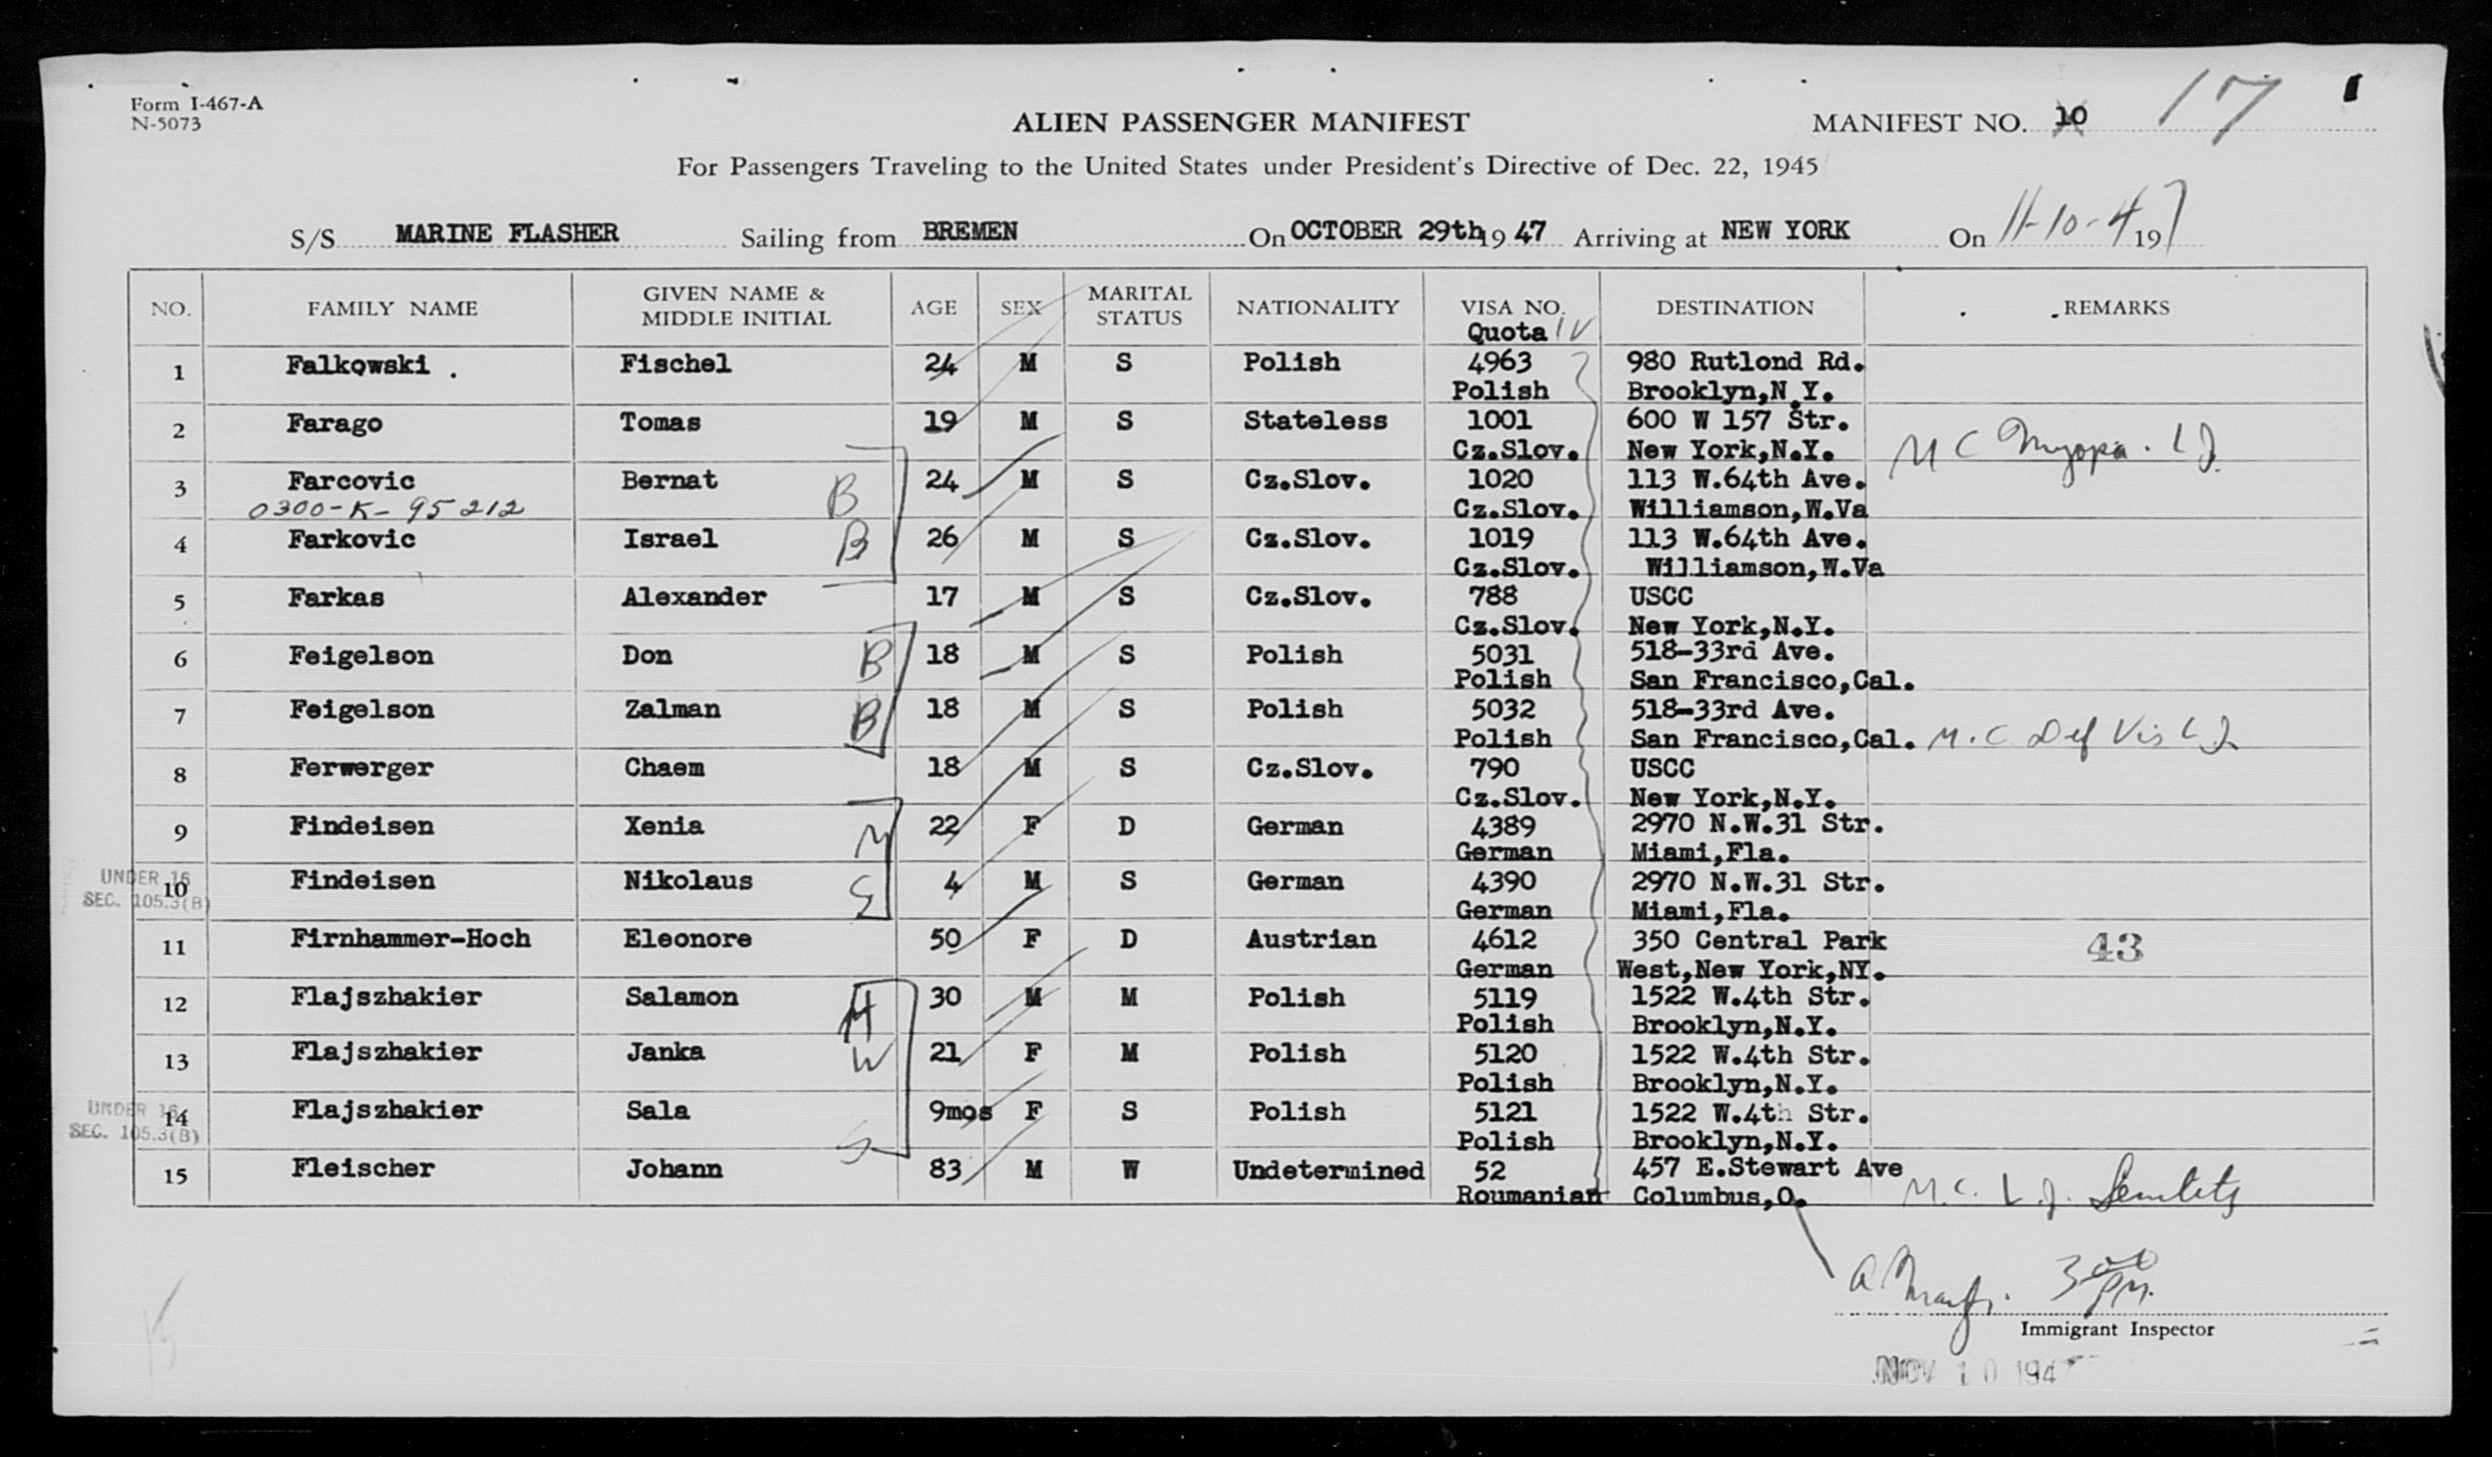 Form I-467-A
N-5073
ALIEN PASSENGER MANIFEST
MANIFEST NO. 10 17
For Passengers Traveling to the United States under President's Directive of Dec. 22, 1945
S/S MARINE FLASHER Sailing from BREMEN On OCTOBER 29th 19 47 Arriving at NEW YORK On 11-10-47 19
NO. FAMILY NAME GIVEN NAME & MIDDLE INITIAL AGE SEX MARITAL STATUS NATIONALITY VISA NO. DESTINATION REMARKS
Quota IV
1 Falkowski . Fischel 24 M S Polish 4963 980 Rutlond Rd.
Polish Brooklyn,N.Y.
2 Farago Tomas 19 M S Stateless 1001 600 W 157 Str.
Cz.Slov. New York,N.Y. M C Myopia. L J.
3 Farcovic Bernat B 24 M S Cz.Slov. 1020 113 W.64th Ave.
0300-K-95212 Cz.Slov. Williamson,W.Va
4 Farkovic Israel B 26 M S Cz.Slov. 1019 113 W.64th Ave.
Cz.Slov. Williamson,W.Va
5 Farkas Alexander 17 M S Cz.Slov. 788 USCC
Cz.Slov. New York,N.Y.
6 Feigelson Don B 18 M S Polish 5031 518-33rd Ave.
Polish San Francisco,Cal.
7 Feigelson Zalman B 18 M S Polish 5032 518-33rd Ave.
Polish San Francisco,Cal. M.C. Def Vis L J
8 Ferwerger Chaem 18 M S Cz.Slov. 790 USCC
Cz.Slov. New York,N.Y.
9 Findeisen Xenia M 22 F D German 4389 2970 N.W.31 Str.
German Miami,Fla.
UNDER 16
10 Findeisen Nikolaus S 4 M S German 4390 2970 N.W.31 Str.
SEC. 105.3(B) German Miami,Fla.
11 Firnhammer-Hoch Eleonore 50 F D Austrian 4612 350 Central Park 43
German West,New York,NY.
12 Flajszhakier Salamon H 30 M M Polish 5119 1522 W.4th Str.
Polish Brooklyn,N.Y.
13 Flajszhakier Janka W 21 F M Polish 5120 1522 W.4th Str.
Polish Brooklyn,N.Y.
UNDER 16
14 Flajszhakier Sala 9mos F S Polish 5121 1522 W.4th Str.
SEC. 105.3(B) Polish Brooklyn,N.Y.
15 Fleischer Johann 83 M W Undetermined 52 457 E.Stewart Ave
Roumanian Columbus,O. M.C. L.J. Senility
3 00 PM.
Immigrant Inspector
NOV 10 1947